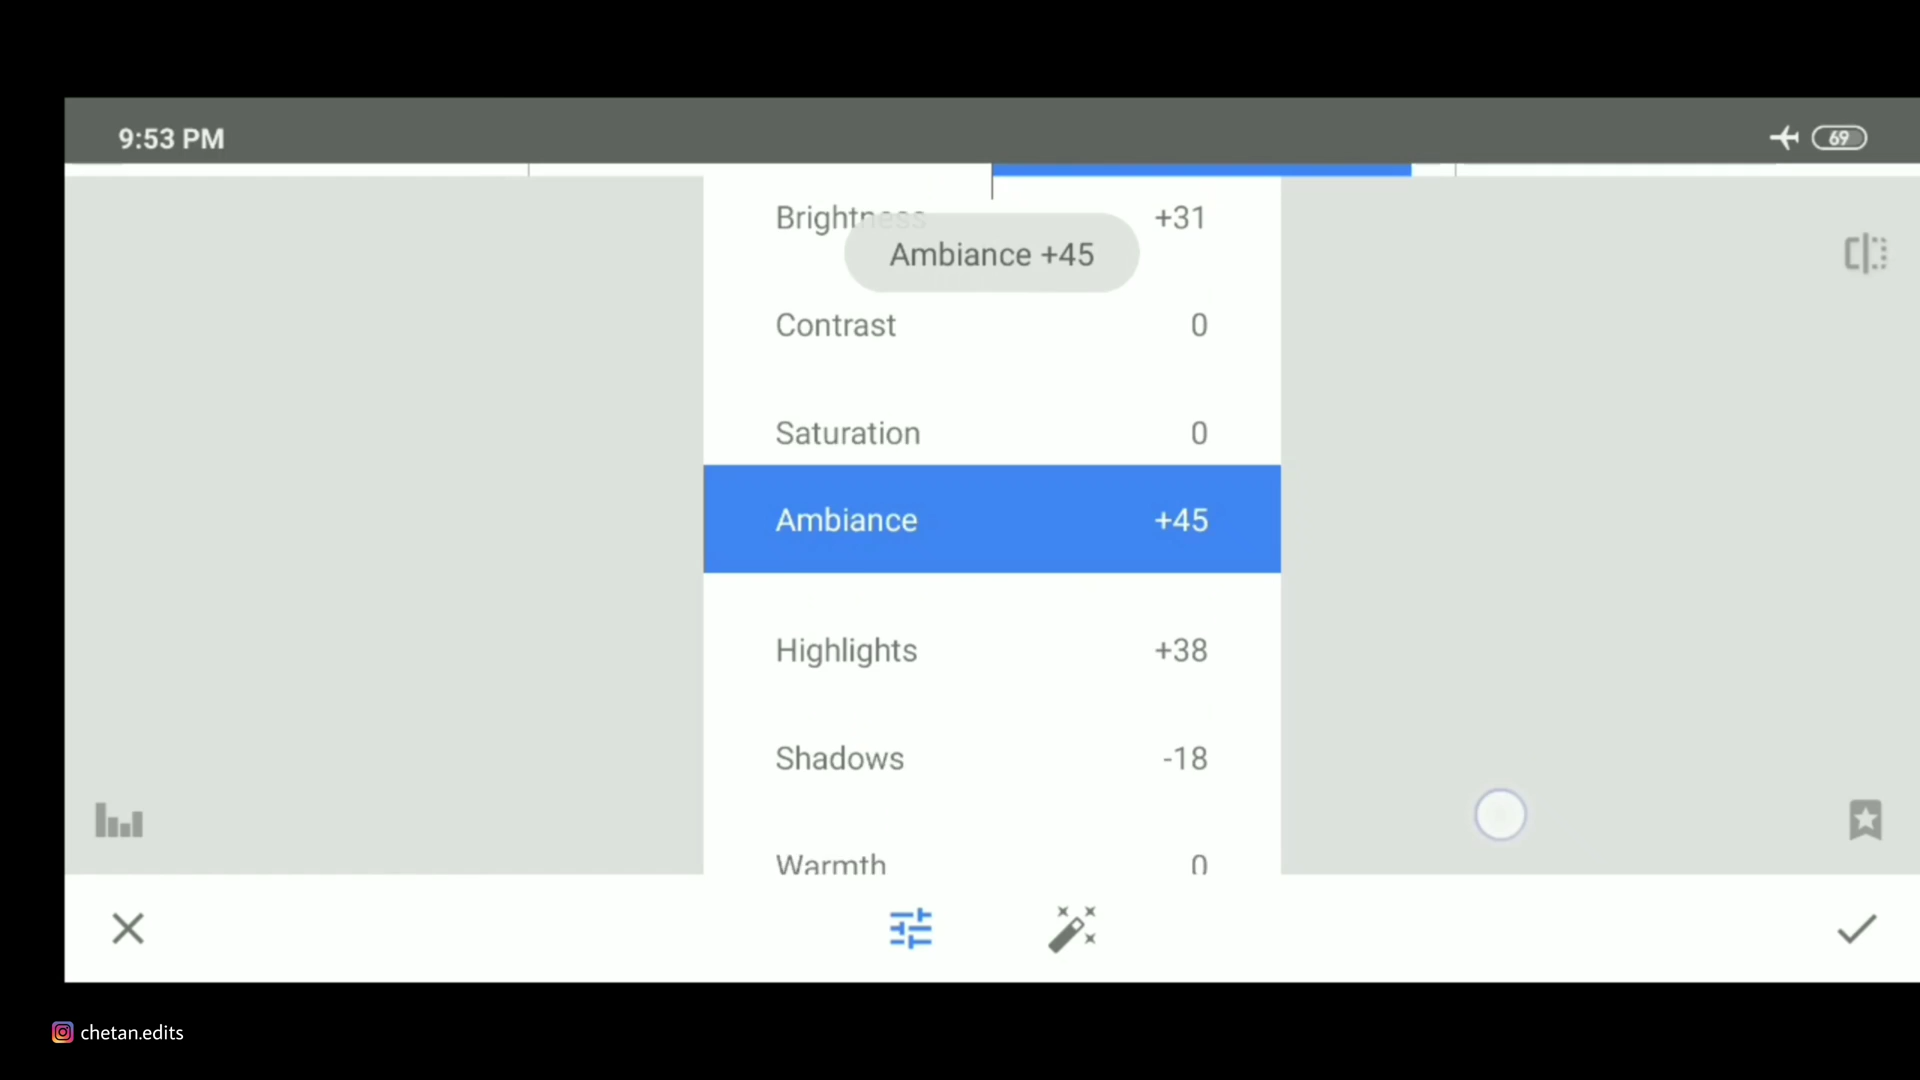 9:53 PM
69
Brightness +31
Ambiance +45
Contrast 0
Saturation 0
Ambiance +45
Highlights +38
Shadows -18
Warmth 0
chetan.edits